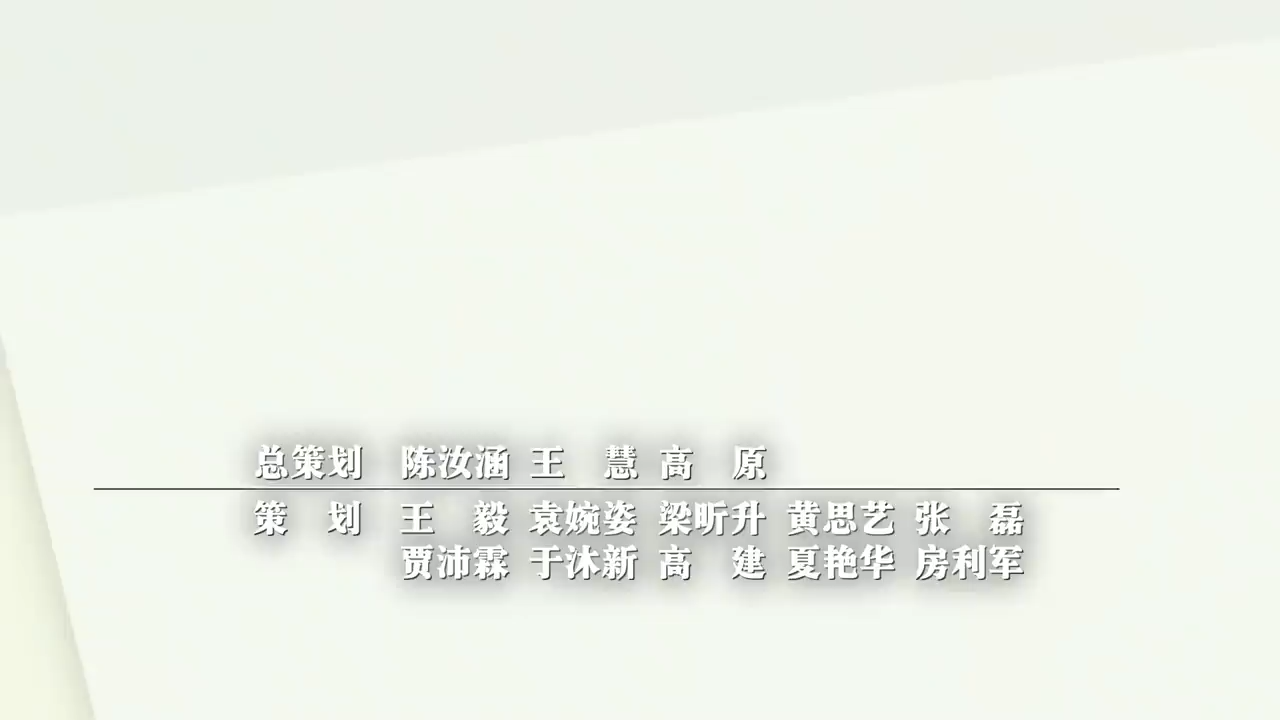 总策划 陈汝涵 王 慧 高 原
策 划 王 毅 袁婉姿 梁昕升 黄思艺 张 磊
贾沛霖 于沐新 高 建 夏艳华 房利军